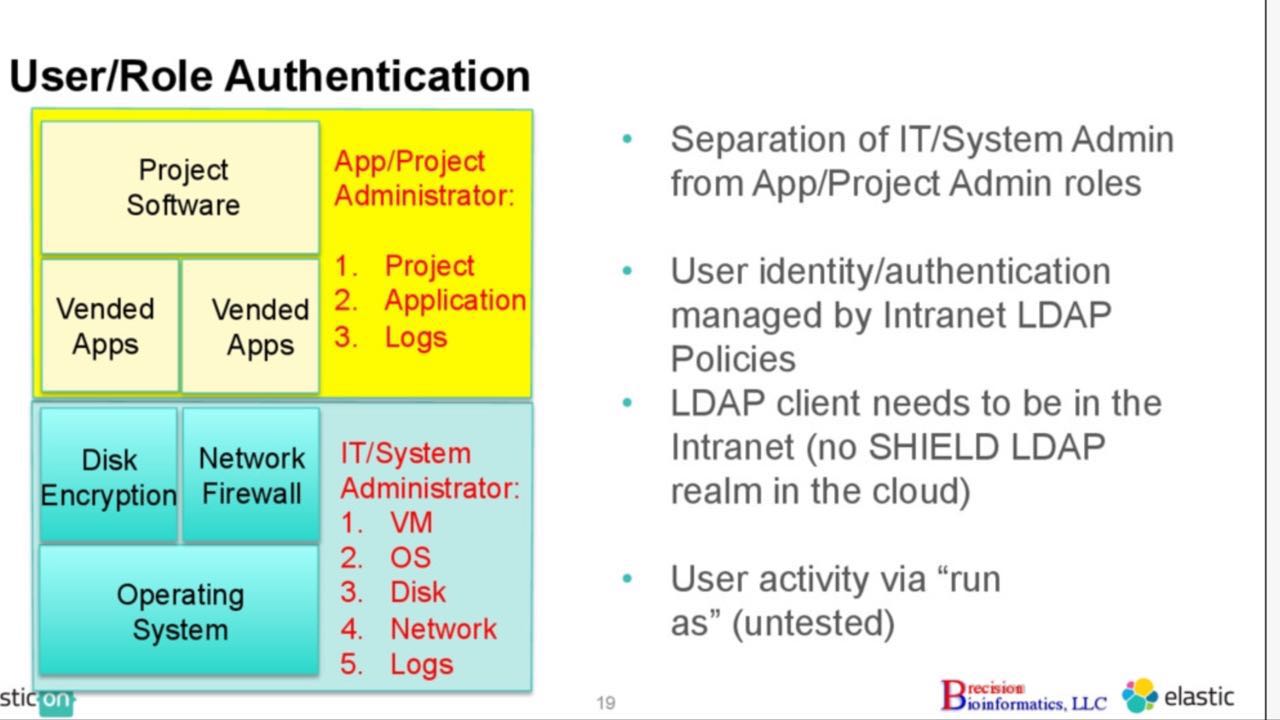 User/Role Authentication
Project
Software
Vended
Apps
Vended
Apps
App/Project
Administrator:
1. Project
2. Application
3. Logs
Disk
Encryption
Network
Firewall
Operating
System
IT/System
Administrator:
1. VM
2. OS
3. Disk
4. Network
5. Logs
• Separation of IT/System Admin
from App/Project Admin roles
• User identity/authentication
managed by Intranet LDAP
Policies
• LDAP client needs to be in the
Intranet (no SHIELD LDAP
realm in the cloud)
• User activity via “run
as” (untested)
stic on
19
Precision
Bioinformatics, LLC
elastic